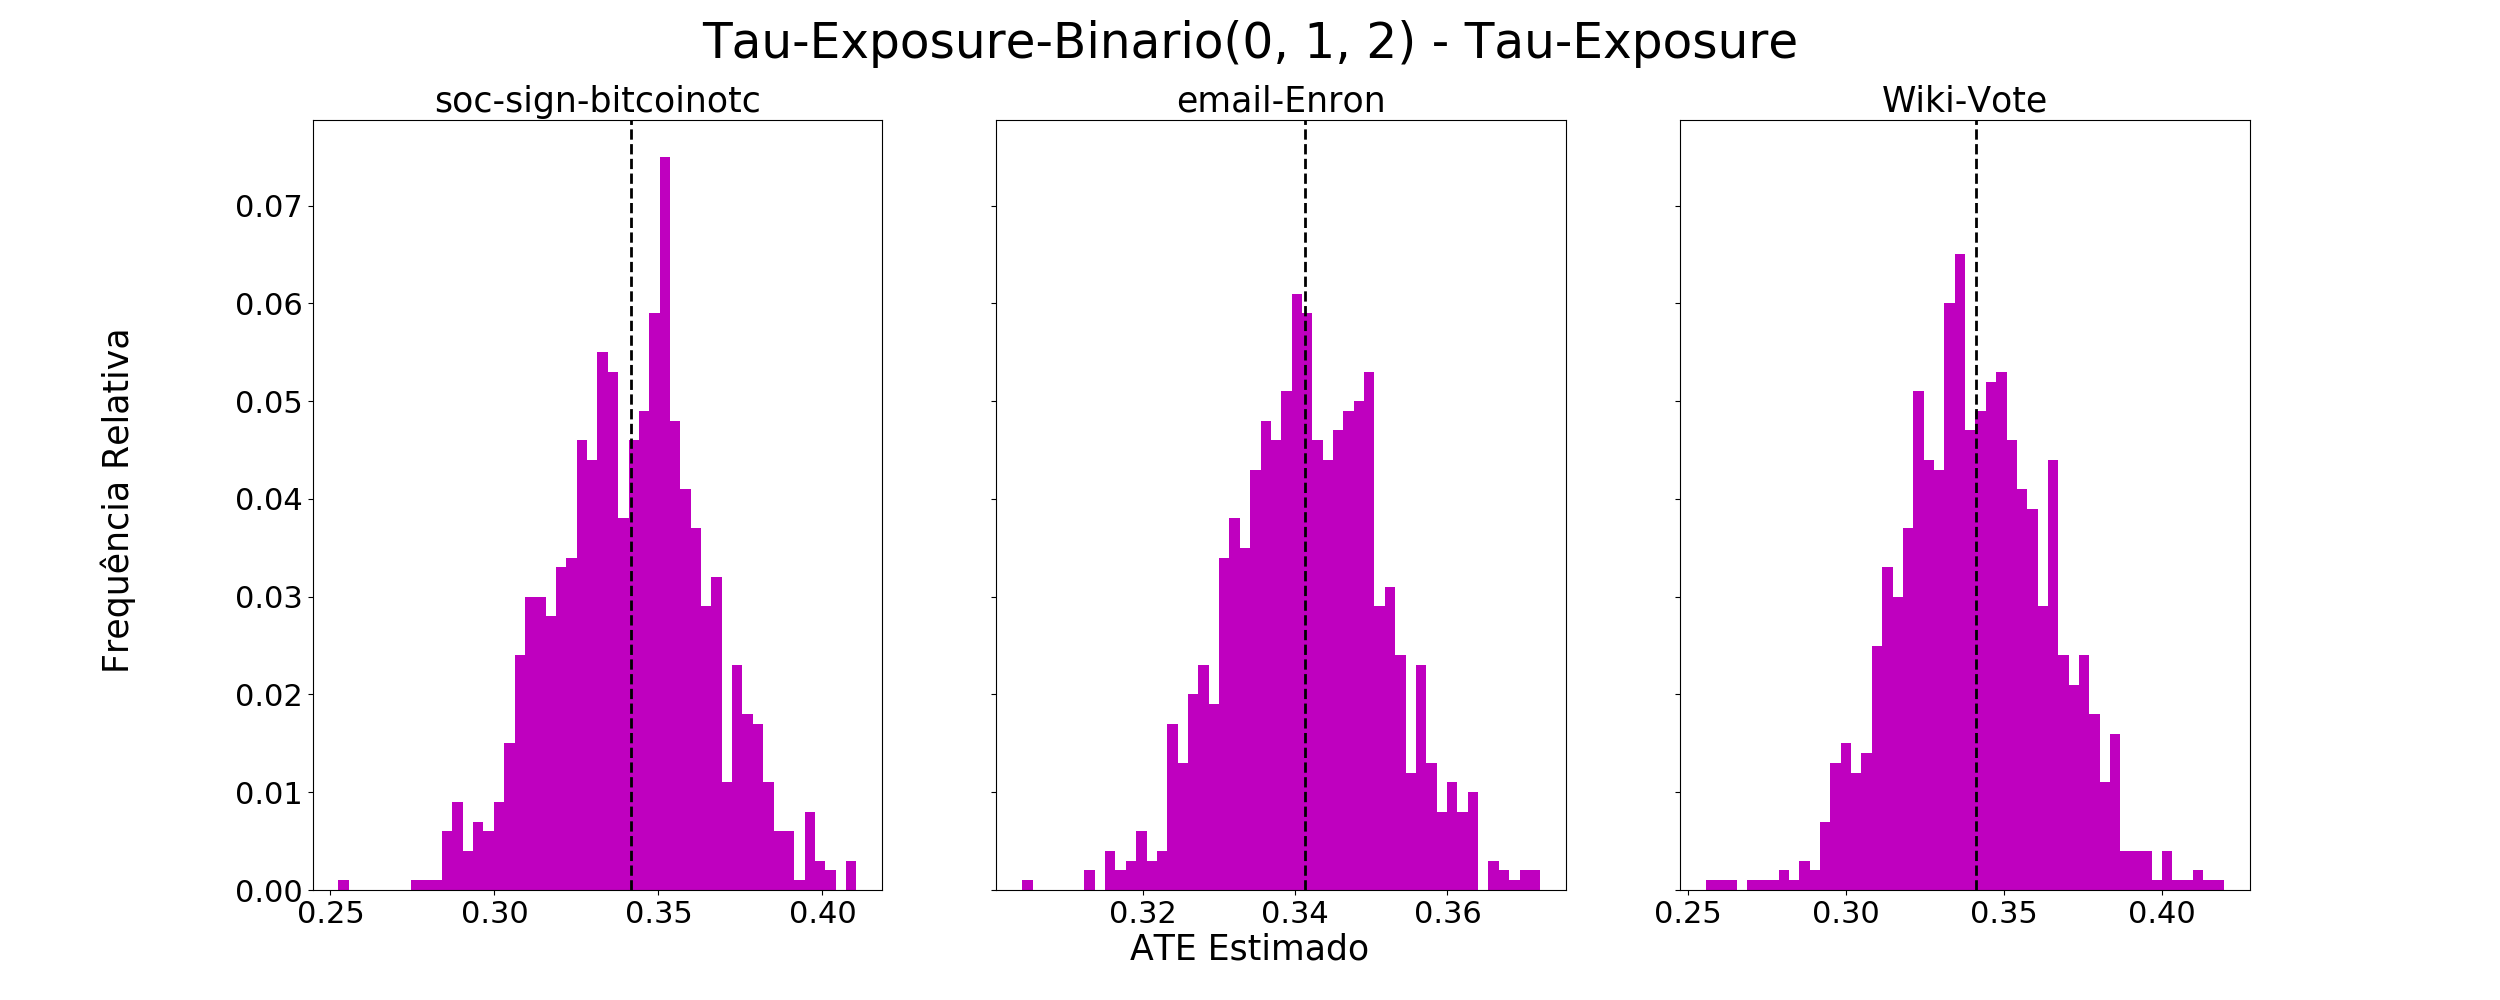 Tau-Exposure-Binario(0, 1, 2) - Tau-Exposure
soc-sign-bitcoinotc
email-Enron
Wiki-Vote
Frequência Relativa
0.07
0.06
0.05
0.04
0.03
0.02
0.01
0.00
0.25 0.30 0.35 0.40
0.32 0.34 0.36
0.25 0.30 0.35 0.40
ATE Estimado